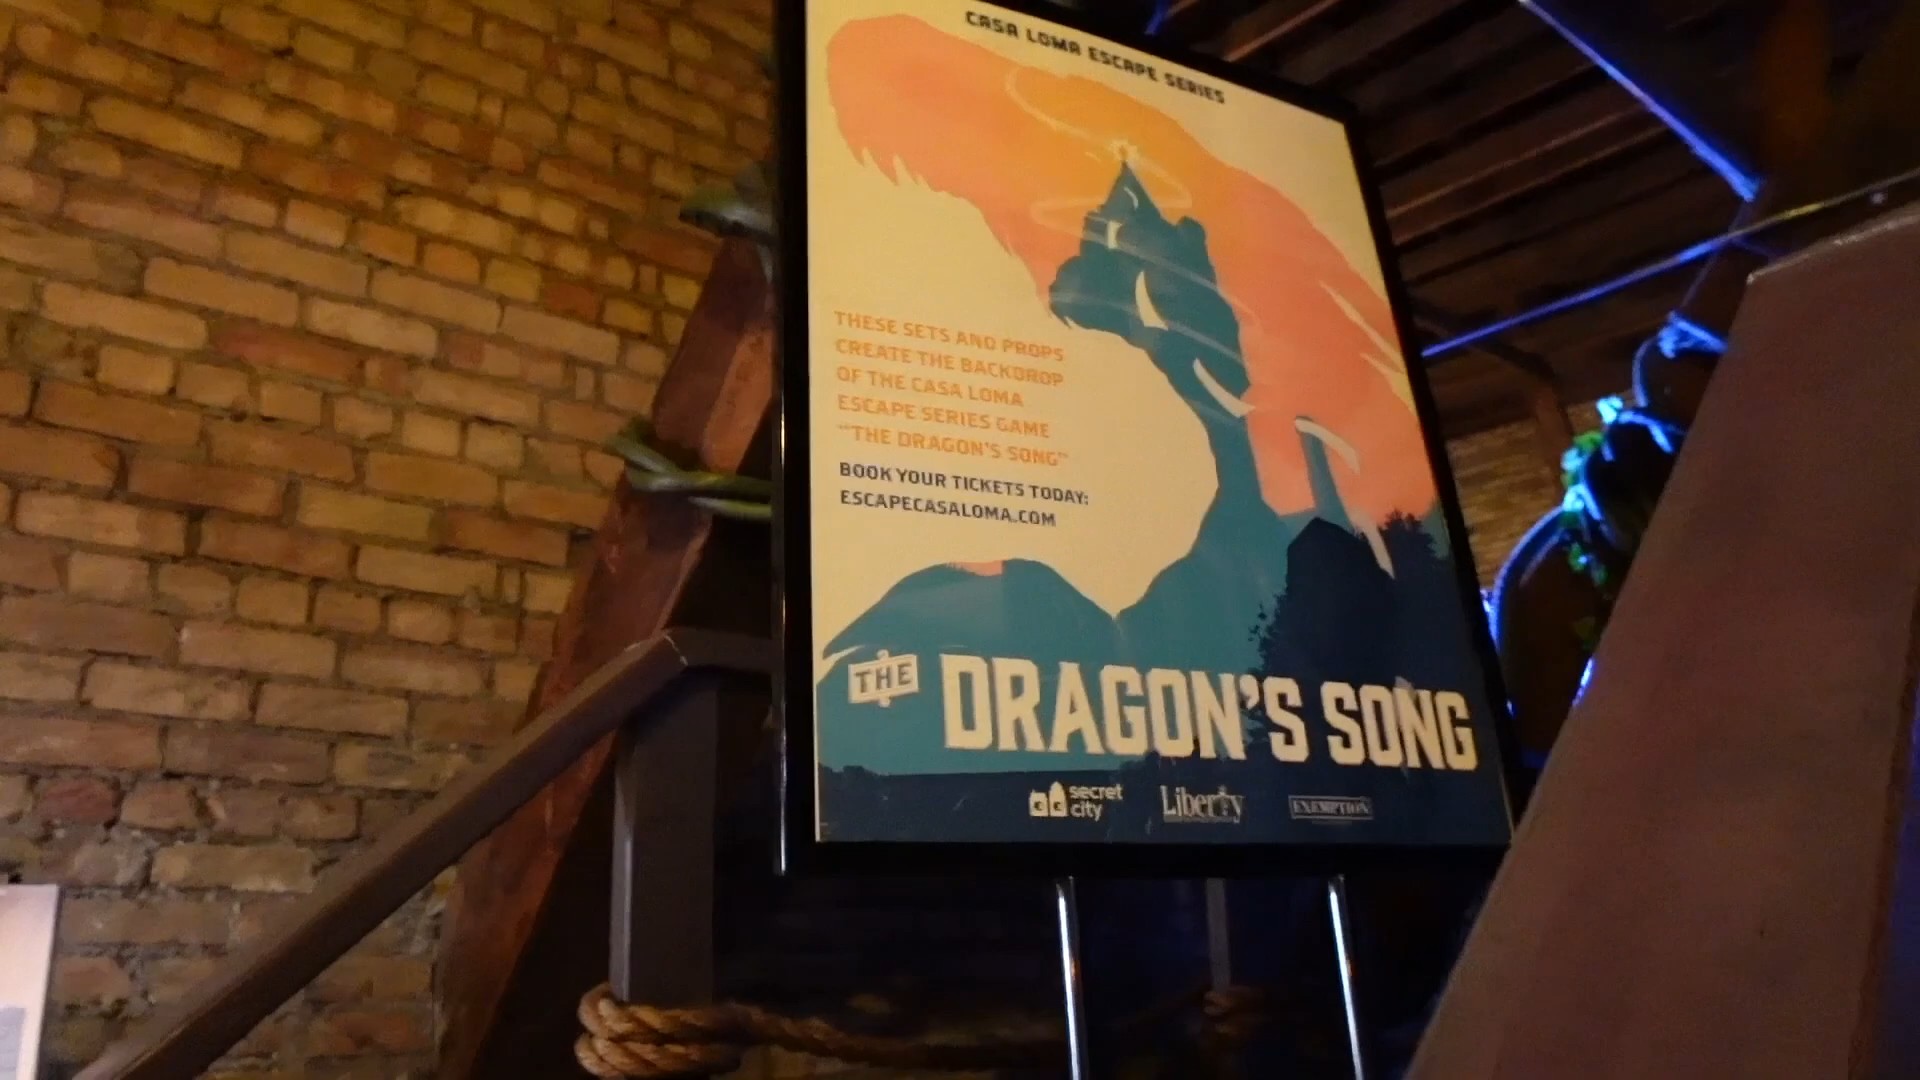 CASA LOMA ESCAPE SERIES
THESE SETS AND PROPS
CREATE THE BACKDROP
OF THE CASA LOMA
ESCAPE SERIES GAME
"THE DRAGON'S SONG"
BOOK YOUR TICKETS TODAY:
ESCAPECASALOMA.COM
THE DRAGON'S SONG
secret
city
Liberty
EXEMPTION